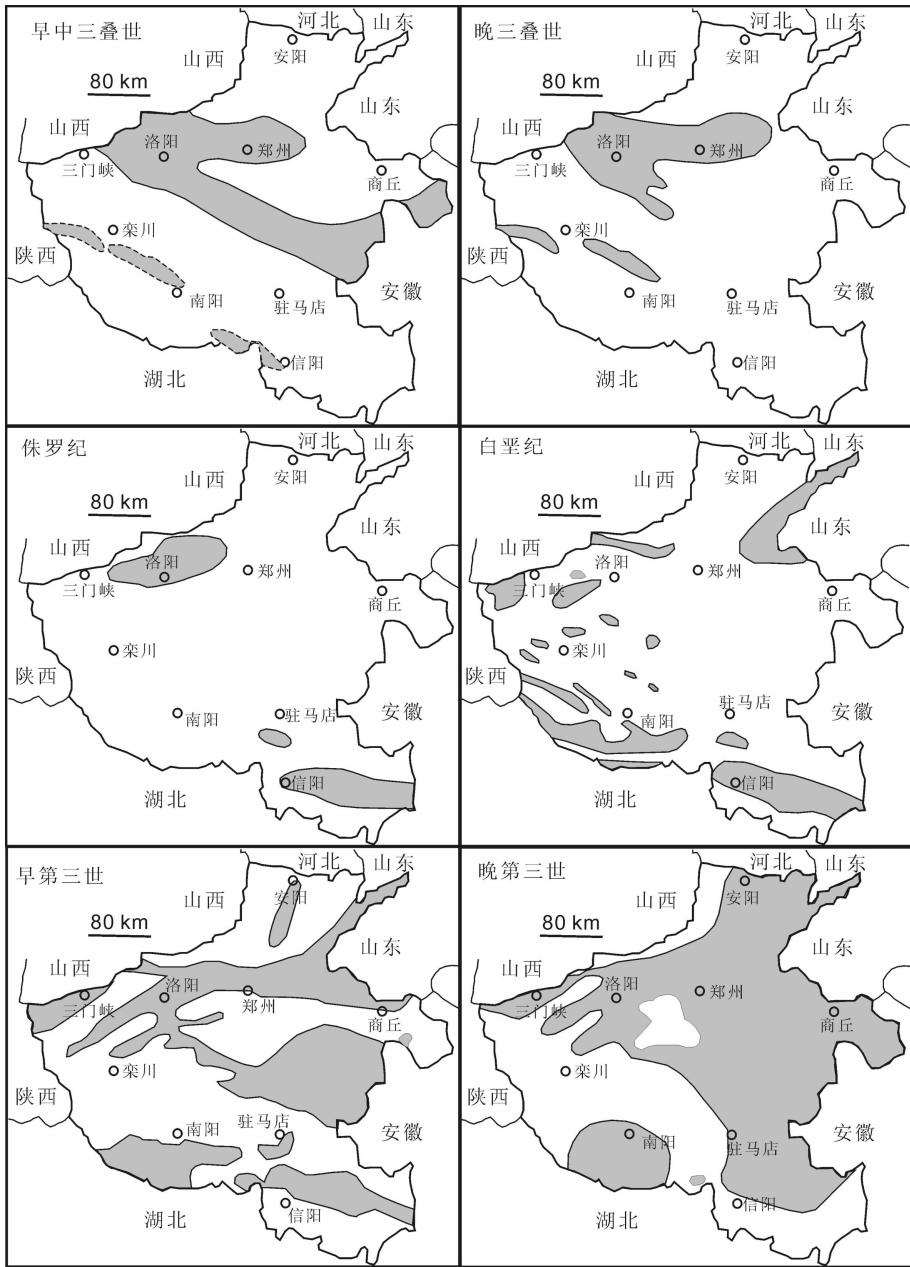 早中三叠世
河北
山东
山西
安阳
80 km
山东
山西
洛阳
郑州
三门峡
商丘
栾川
陕西
安徽
南阳
驻马店
信阳
湖北
晚三叠世
河北
山东
山西
安阳
80 km
山东
山西
洛阳
郑州
三门峡
商丘
栾川
陕西
安徽
南阳
驻马店
信阳
湖北
侏罗纪
河北
山东
山西
安阳
80 km
山东
山西
洛阳
郑州
三门峡
商丘
栾川
陕西
安徽
南阳
驻马店
信阳
湖北
白垩纪
河北
山东
山西
安阳
80 km
山东
山西
洛阳
郑州
三门峡
商丘
栾川
陕西
安徽
南阳
驻马店
信阳
湖北
早第三世
河北
山东
山西
安阳
80 km
山东
山西
洛阳
郑州
三门峡
商丘
栾川
陕西
安徽
南阳
驻马店
信阳
湖北
晚第三世
河北
山东
山西
安阳
80 km
山东
山西
洛阳
郑州
三门峡
商丘
栾川
陕西
安徽
南阳
驻马店
信阳
湖北